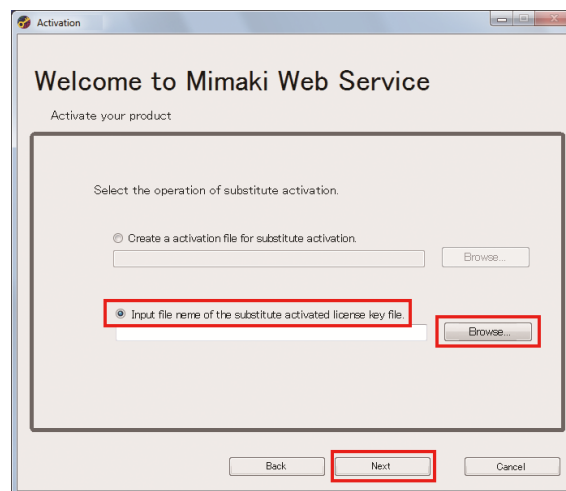 Activation
Welcome to Mimaki Web Service
Activate your product
Select the operation of substitute activation.
Create a activation file for substitute activation.
Browse...
Input file neme of the substitute activated license key file.
Browse...
Back
Next
Cancel